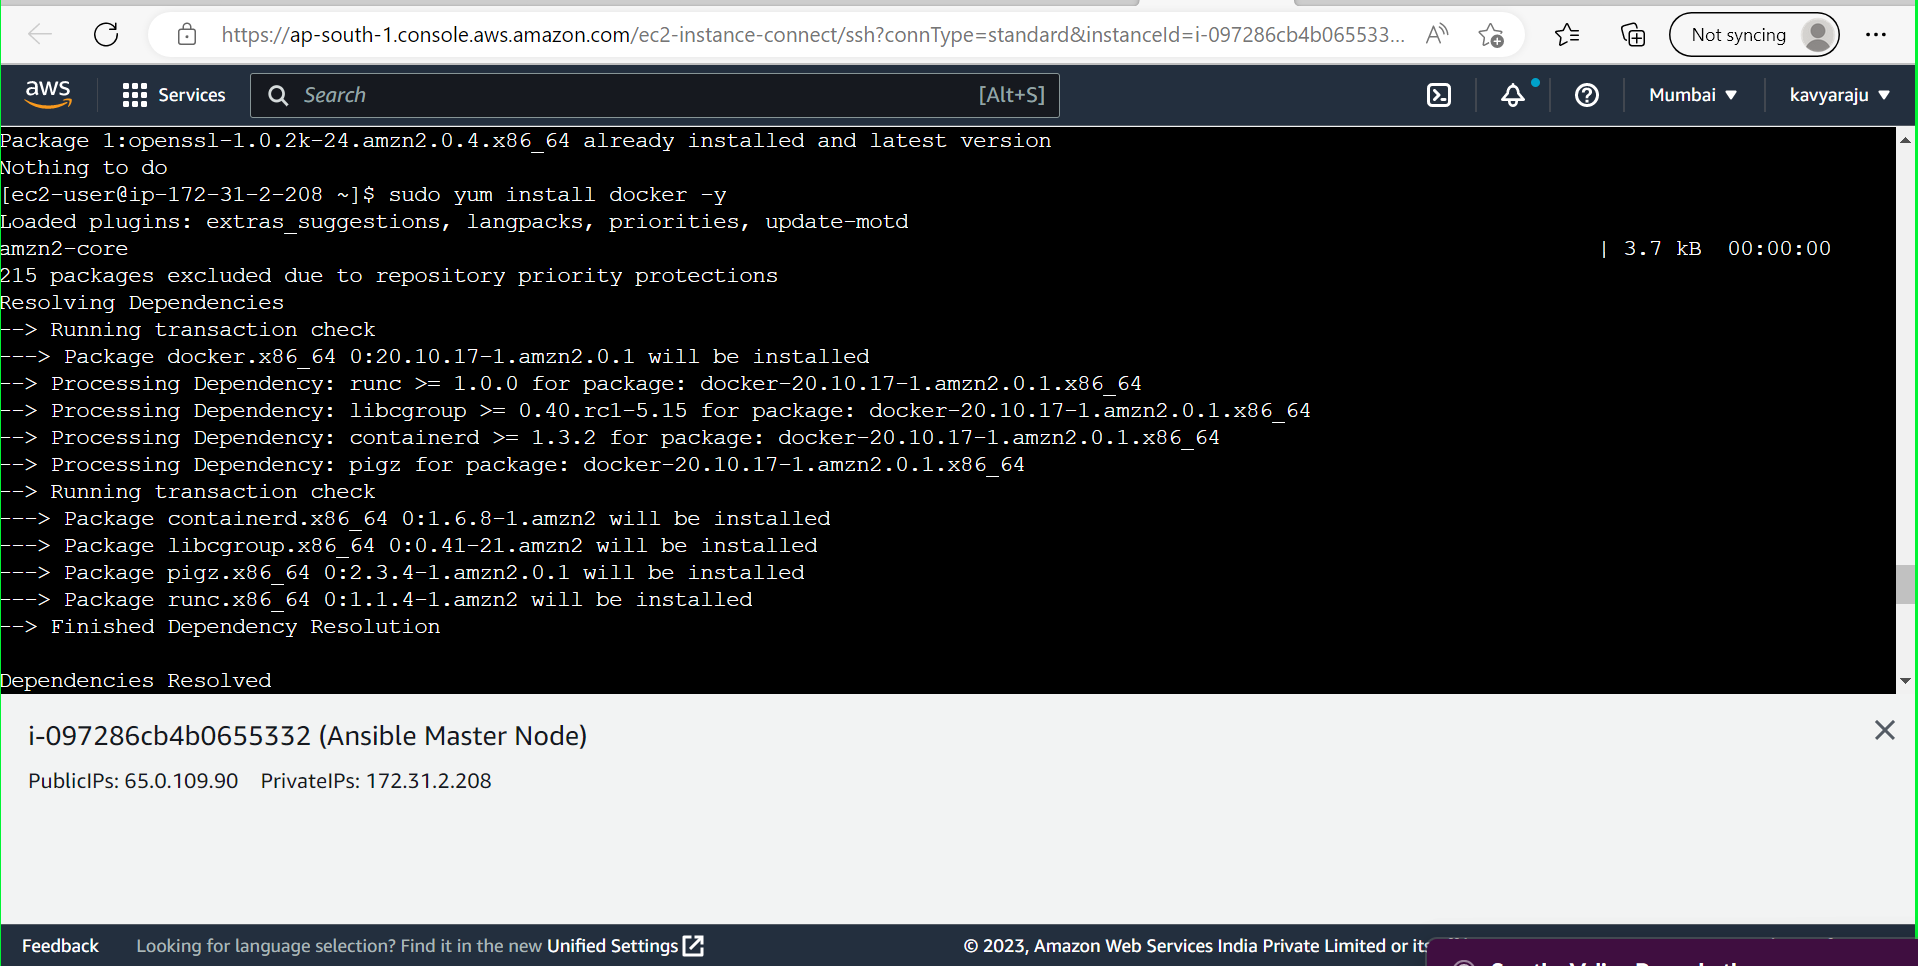 https://ap-south-1.console.aws.amazon.com/ec2-instance-connect/ssh?connType=standard&instanceId=i-097286cb4b065533... A Not syncing
aws Services Search [Alt+S] Mumbai kavyaraju
Package 1:openssl-1.0.2k-24.amzn2.0.4.x86_64 already installed and latest version
Nothing to do
[ec2-user@ip-172-31-2-208 ~]$ sudo yum install docker -y
Loaded plugins: extras_suggestions, langpacks, priorities, update-motd
amzn2-core | 3.7 kB 00:00:00
215 packages excluded due to repository priority protections
Resolving Dependencies
--> Running transaction check
---> Package docker.x86_64 0:20.10.17-1.amzn2.0.1 will be installed
--> Processing Dependency: runc >= 1.0.0 for package: docker-20.10.17-1.amzn2.0.1.x86_64
--> Processing Dependency: libcgroup >= 0.40.rc1-5.15 for package: docker-20.10.17-1.amzn2.0.1.x86_64
--> Processing Dependency: containerd >= 1.3.2 for package: docker-20.10.17-1.amzn2.0.1.x86_64
--> Processing Dependency: pigz for package: docker-20.10.17-1.amzn2.0.1.x86_64
--> Running transaction check
---> Package containerd.x86_64 0:1.6.8-1.amzn2 will be installed
---> Package libcgroup.x86_64 0:0.41-21.amzn2 will be installed
---> Package pigz.x86_64 0:2.3.4-1.amzn2.0.1 will be installed
---> Package runc.x86_64 0:1.1.4-1.amzn2 will be installed
--> Finished Dependency Resolution
Dependencies Resolved
i-097286cb4b0655332 (Ansible Master Node)
PublicIPs: 65.0.109.90 PrivateIPs: 172.31.2.208
Feedback Looking for language selection? Find it in the new Unified Settings © 2023, Amazon Web Services India Private Limited or its